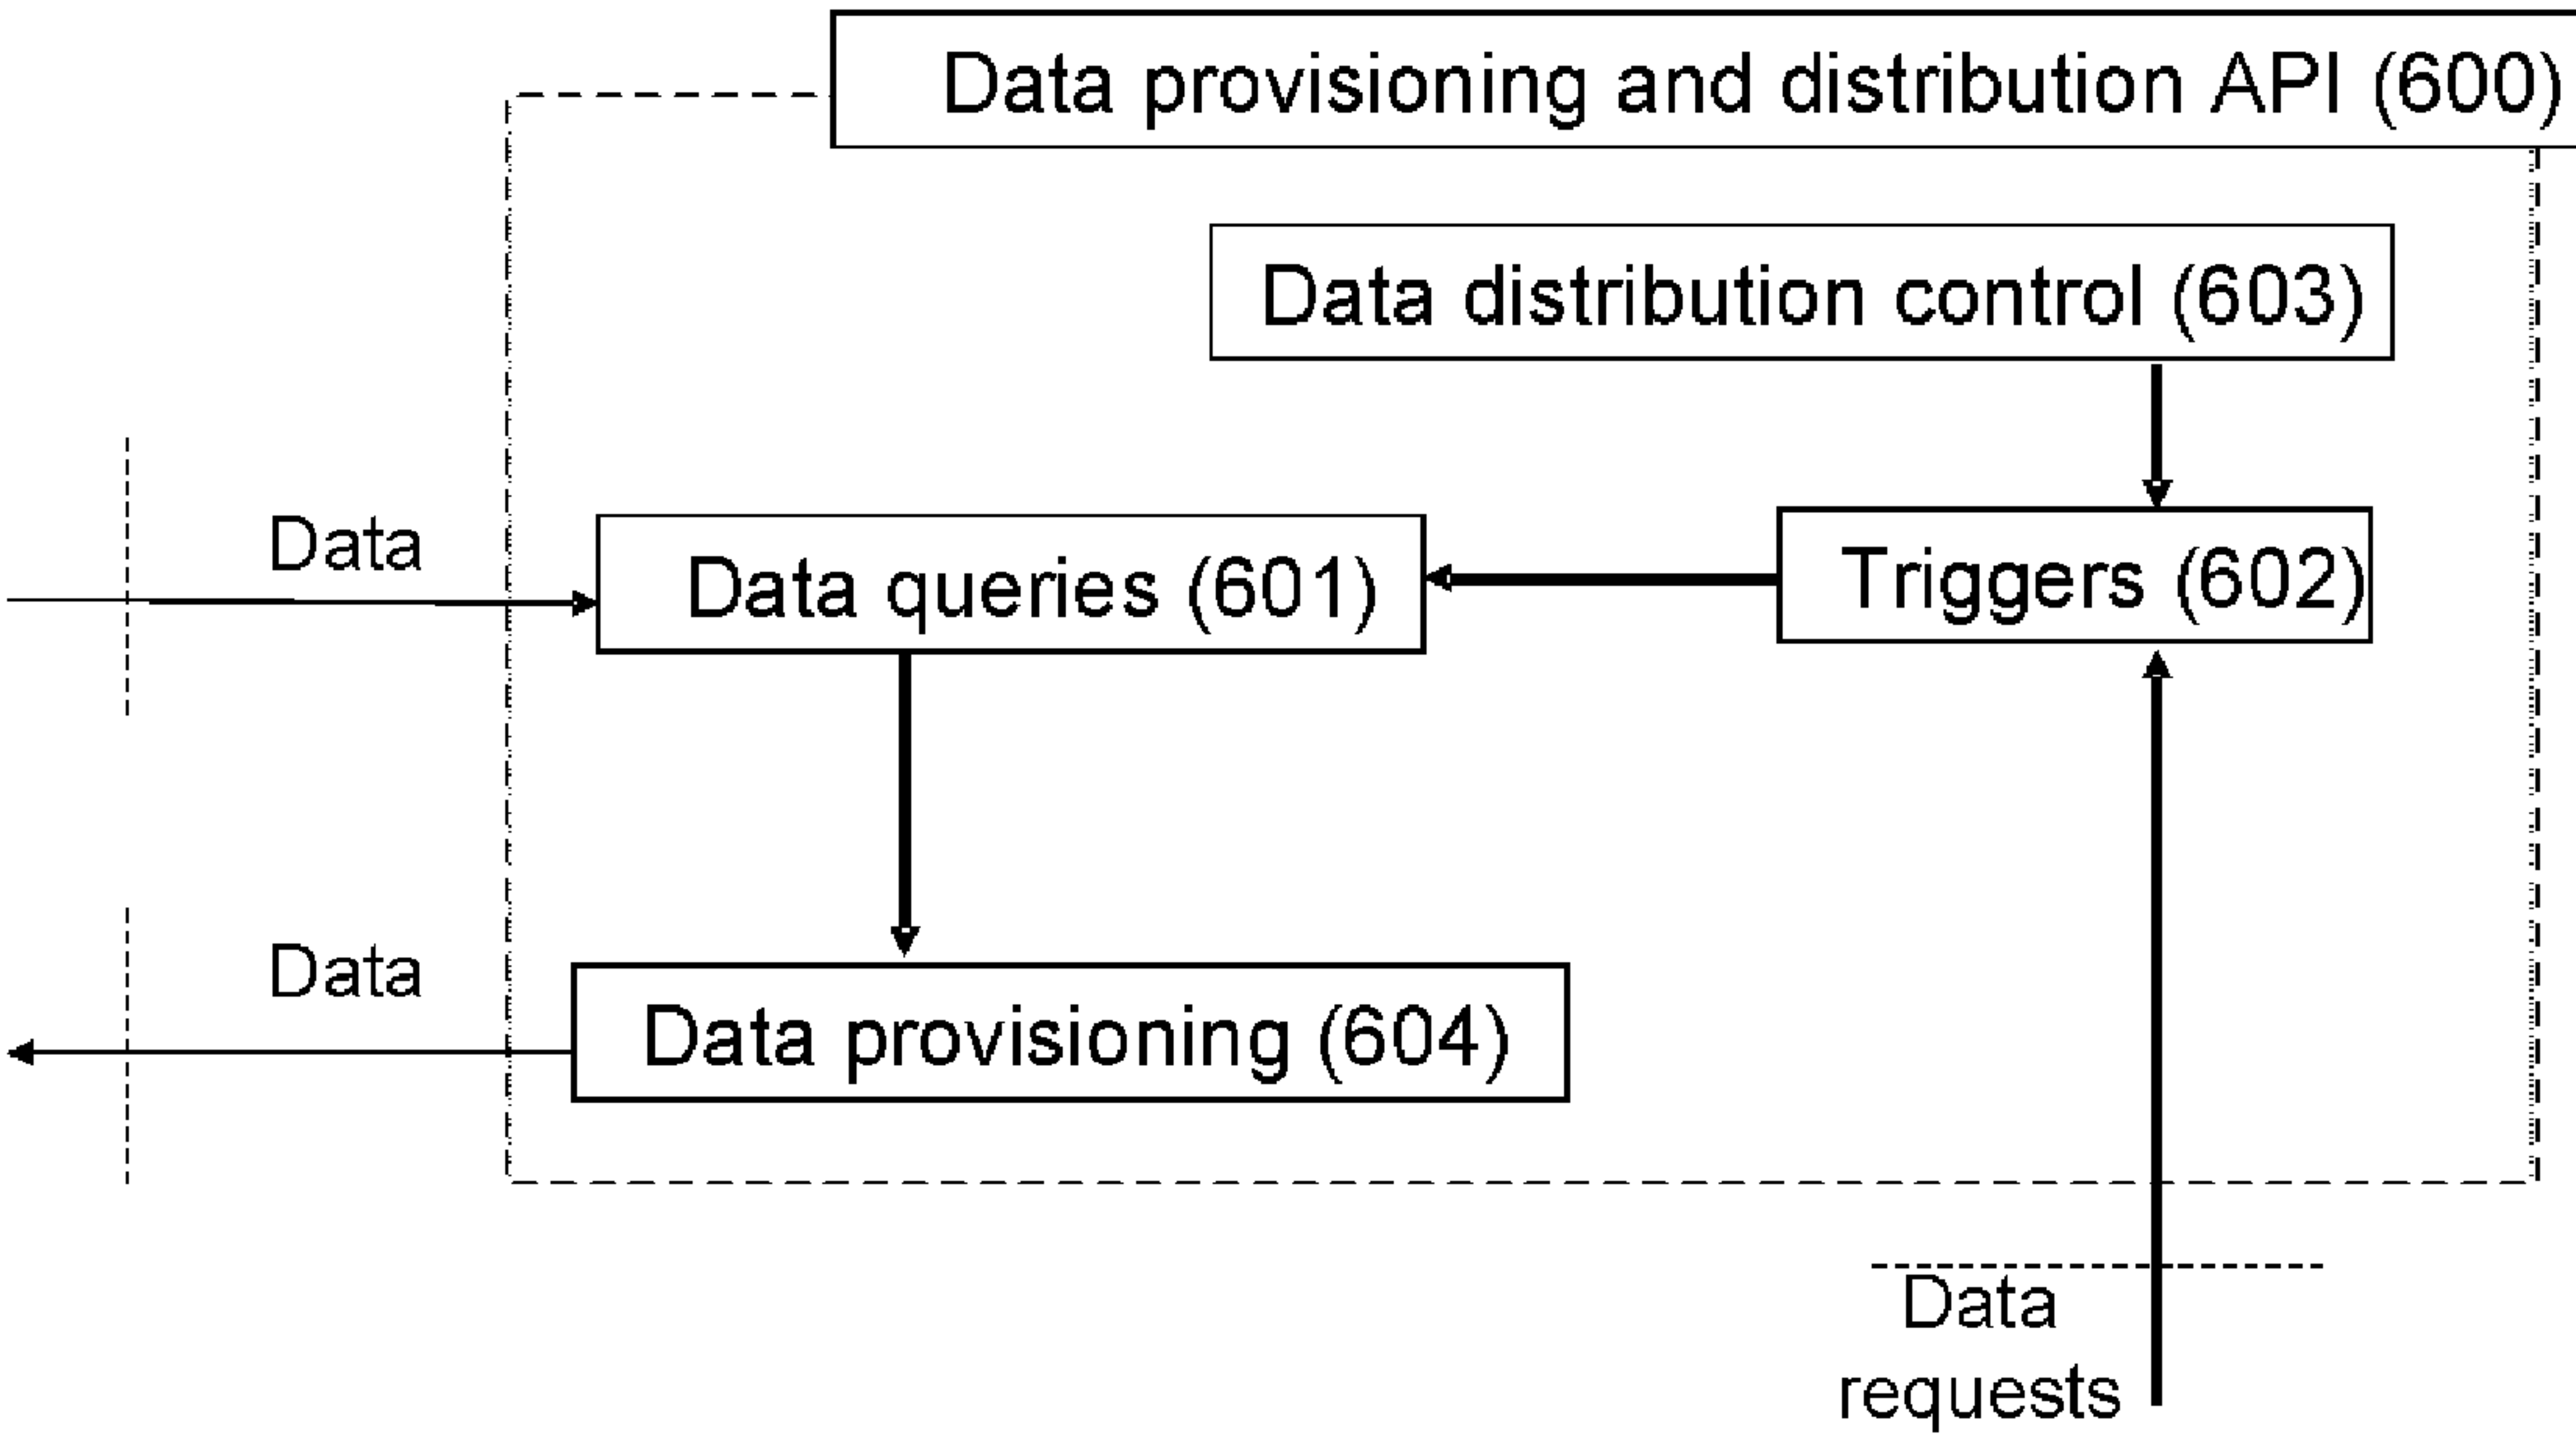 Data provisioning and distribution API (600)
Data distribution control (603)
Data
Data queries (601)
Triggers (602)
Data
Data provisioning (604)
Data
requests